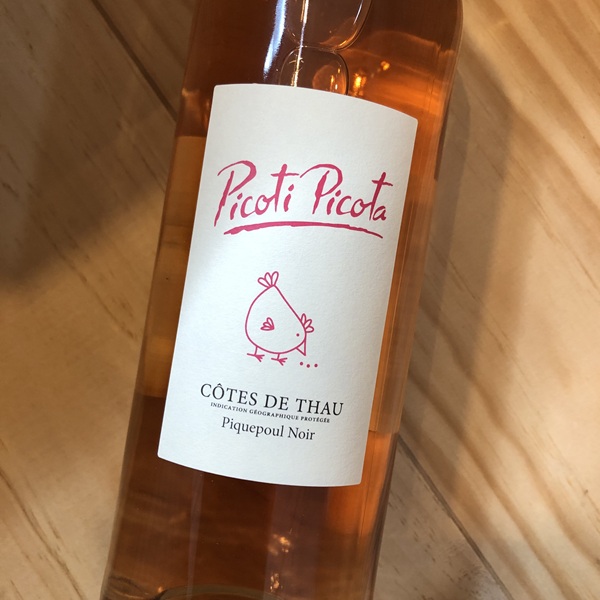 Picoti Picota
CÔTES DE THAU
INDICATION GÉOGRAPHIQUE PROTÉGÉE
Piquepoul Noir